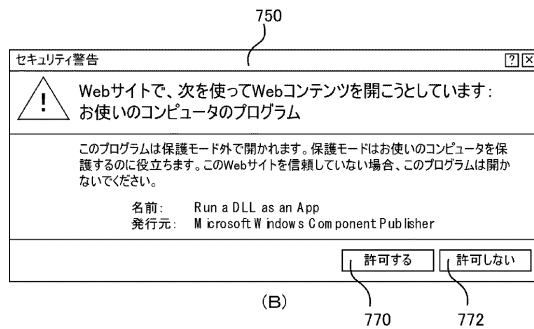 750
セキュリティ警告
Webサイトで、次を使ってWebコンテンツを開こうとしています:
お使いのコンピュータのプログラム
このプログラムは保護モード外で開かれます。保護モードはお使いのコンピュータを保
護するのに役立ちます。このWebサイトを信頼していない場合、このプログラムは開か
ないでください。
名前: Run a DLL as an App
発行元: Microsoft Windows Component Publisher
許可する 許可しない
(B)
770 772